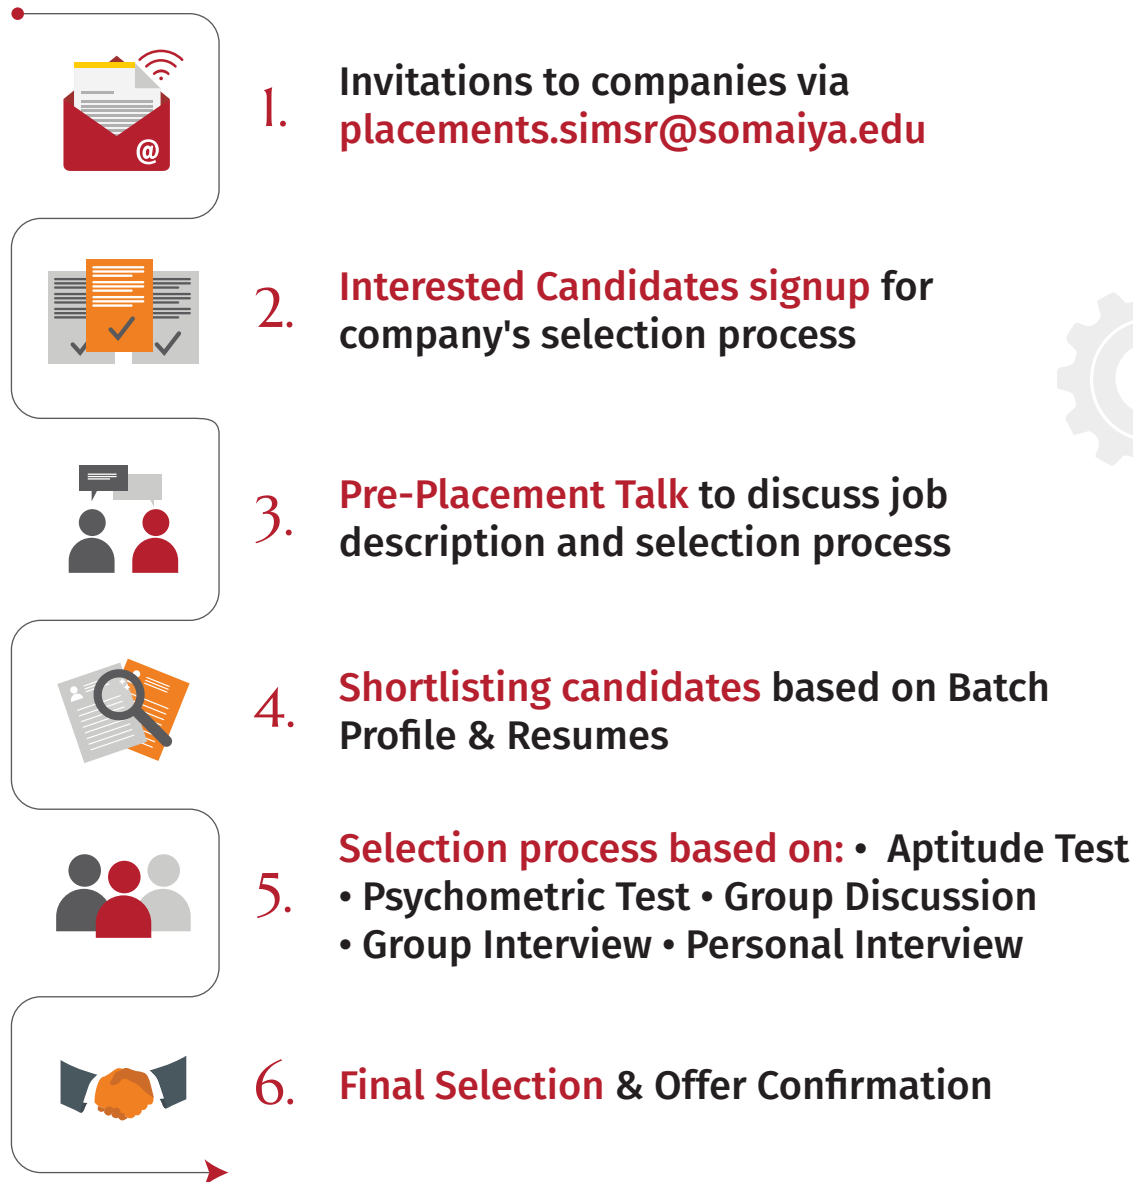 @
1.
Invitations to companies via
placements.simsr@somaiya.edu
2.
Interested Candidates signup for
company's selection process
3.
Pre-Placement Talk to discuss job
description and selection process
4.
Shortlisting candidates based on Batch
Profile & Resumes
5.
Selection process based on: • Aptitude Test
• Psychometric Test • Group Discussion
• Group Interview • Personal Interview
6.
Final Selection & Offer Confirmation